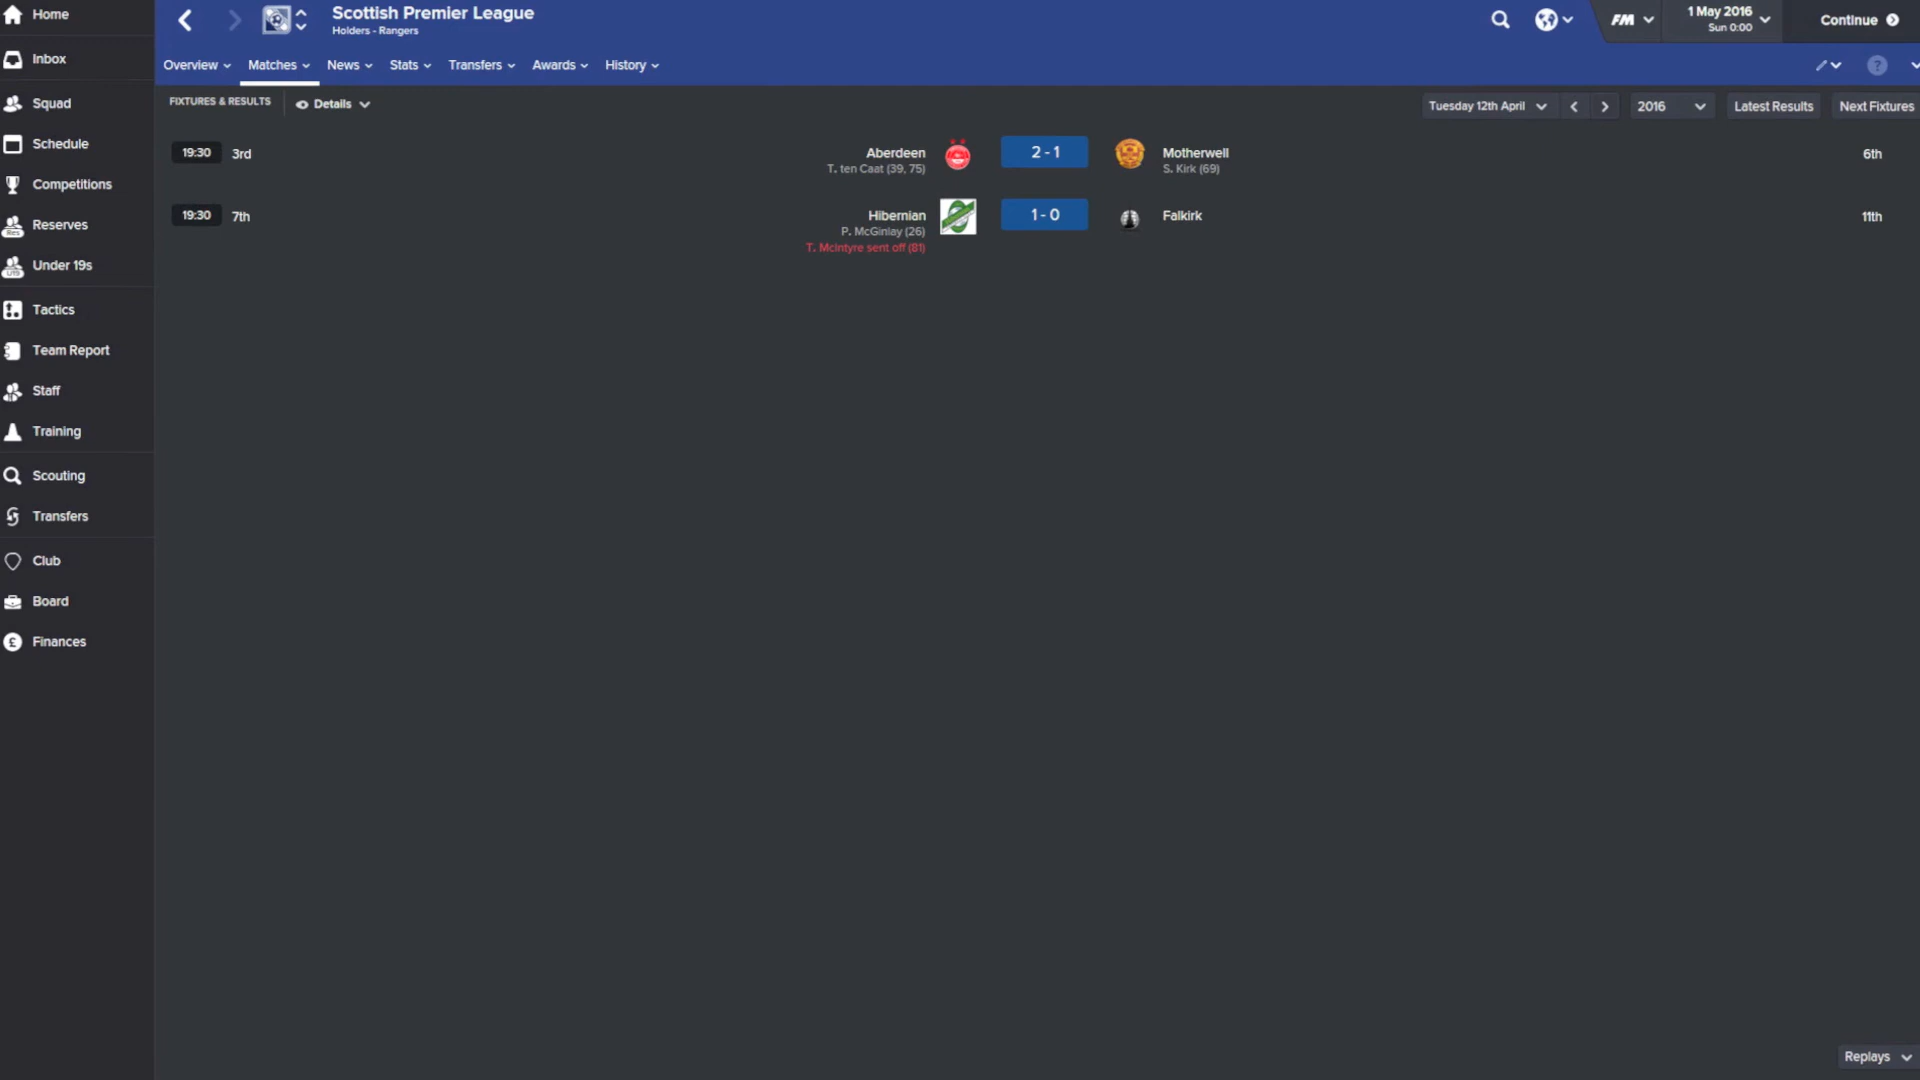 Home
Inbox
Squad
Schedule
Competitions
Reserves
Under 19s
Tactics
Team Report
Staff
Training
Scouting
Transfers
Club
Board
Finances
Scottish Premier League
Holders - Rangers
FM
1 May 2016
Sun 0:00
Continue
Overview Matches News Stats Transfers Awards History
FIXTURES & RESULTS Details
Tuesday 12th April 2016 Latest Results Next Fixtures
19:30 3rd Aberdeen 2 - 1 Motherwell 6th
T. ten Caat (39, 75) S. Kirk (69)
19:30 7th Hibernian 1 - 0 Falkirk 11th
P. McGinlay (26)
T. McIntyre sent off (81)
Replays